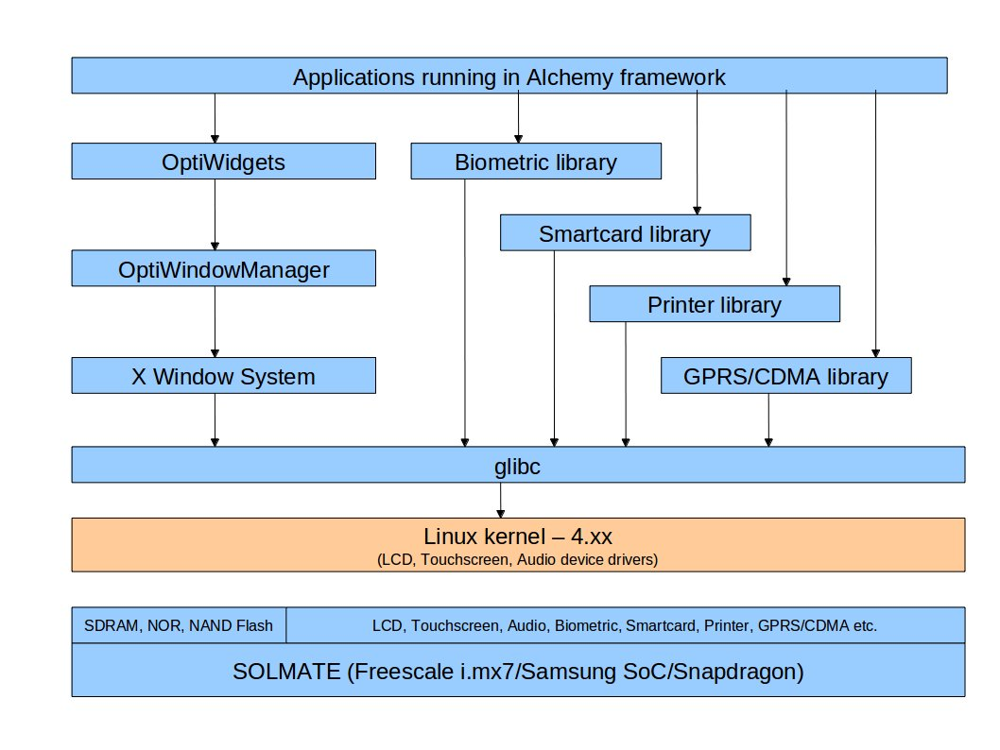 Applications running in Alchemy framework
OptiWidgets
Biometric library
Smartcard library
OptiWindowManager
Printer library
X Window System
GPRS/CDMA library
glibc
Linux kernel – 4.xx
(LCD, Touchscreen, Audio device drivers)
SDRAM, NOR, NAND Flash
LCD, Touchscreen, Audio, Biometric, Smartcard, Printer, GPRS/CDMA etc.
SOLMATE (Freescale i.mx7/Samsung SoC/Snapdragon)